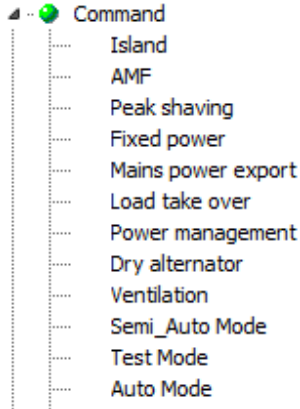 Command
Island
AMF
Peak shaving
Fixed power
Mains power export
Load take over
Power management
Dry alternator
Ventilation
Semi_Auto Mode
Test Mode
Auto Mode